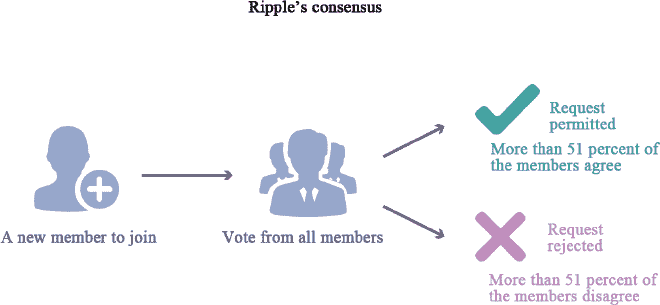 Ripple's consensus
A new member to join
Vote from all members
Request
permitted
More than 51 percent of
the members agree
Request
rejected
More than 51 percent of
the members disagree